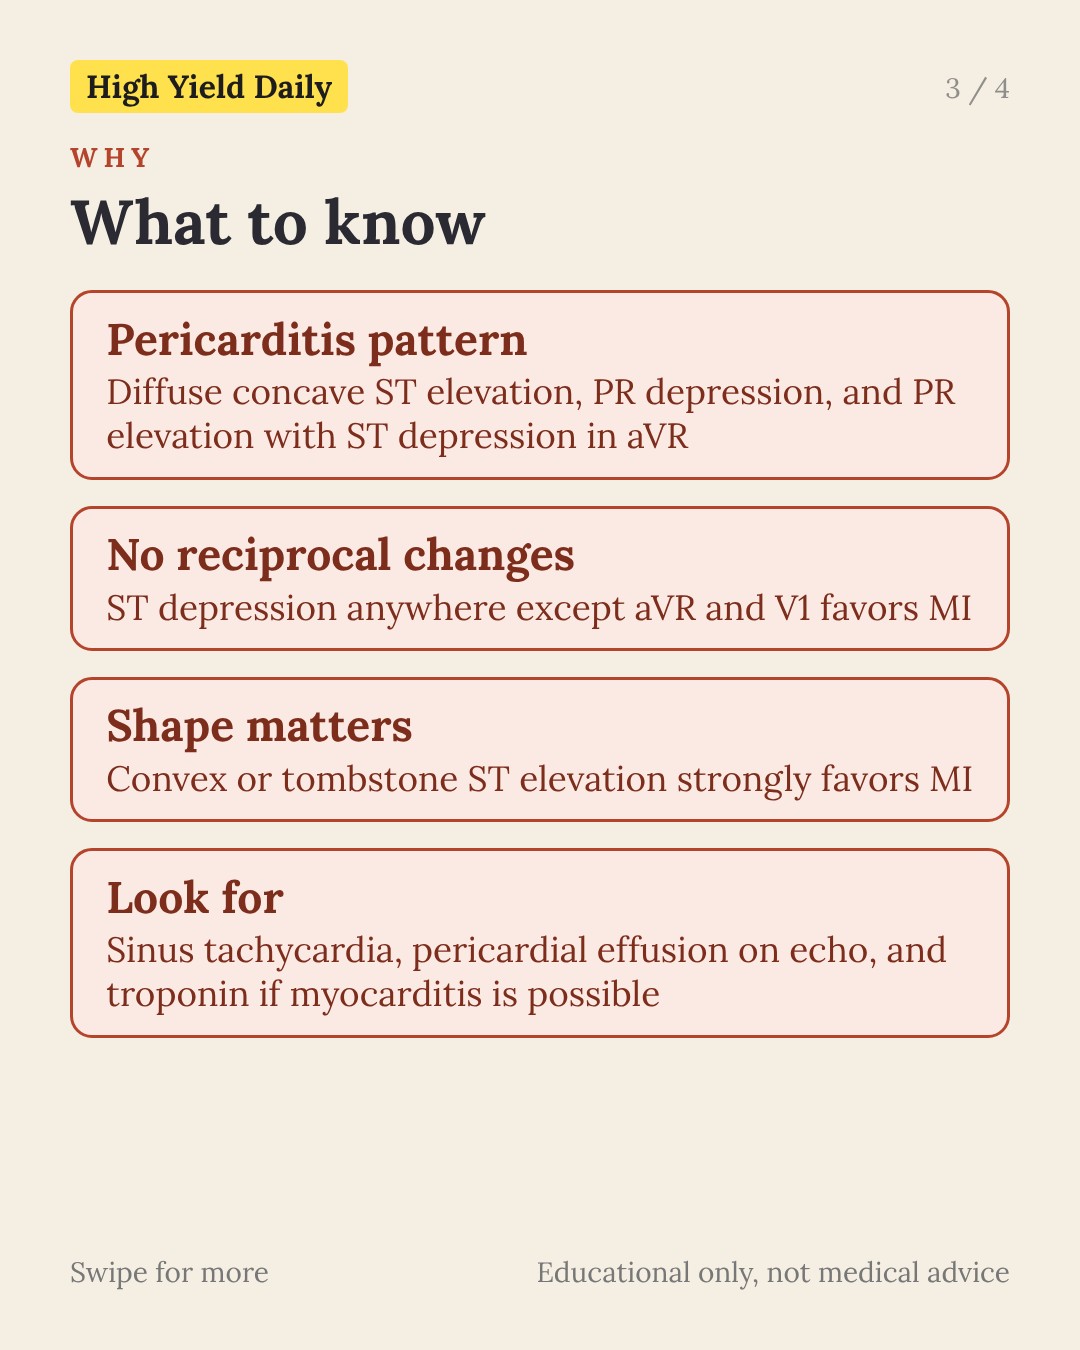 High Yield Daily
3 / 4
WHY
What to know
Pericarditis pattern
Diffuse concave ST elevation, PR depression, and PR
elevation with ST depression in aVR
No reciprocal changes
ST depression anywhere except aVR and V1 favors MI
Shape matters
Convex or tombstone ST elevation strongly favors MI
Look for
Sinus tachycardia, pericardial effusion on echo, and
troponin if myocarditis is possible
Swipe for more
Educational only, not medical advice